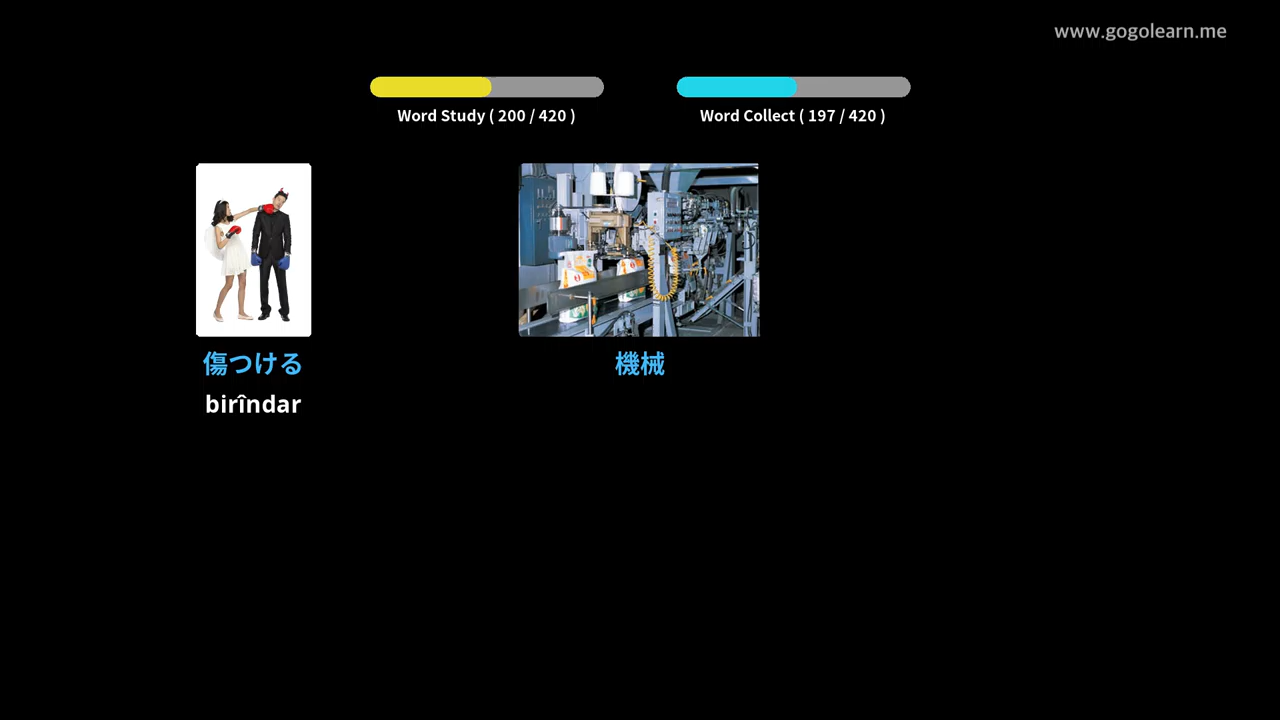 www.gogolearn.me
Word Study ( 200 / 420 )
Word Collect ( 197 / 420 )
傷つける
機械
birîndar